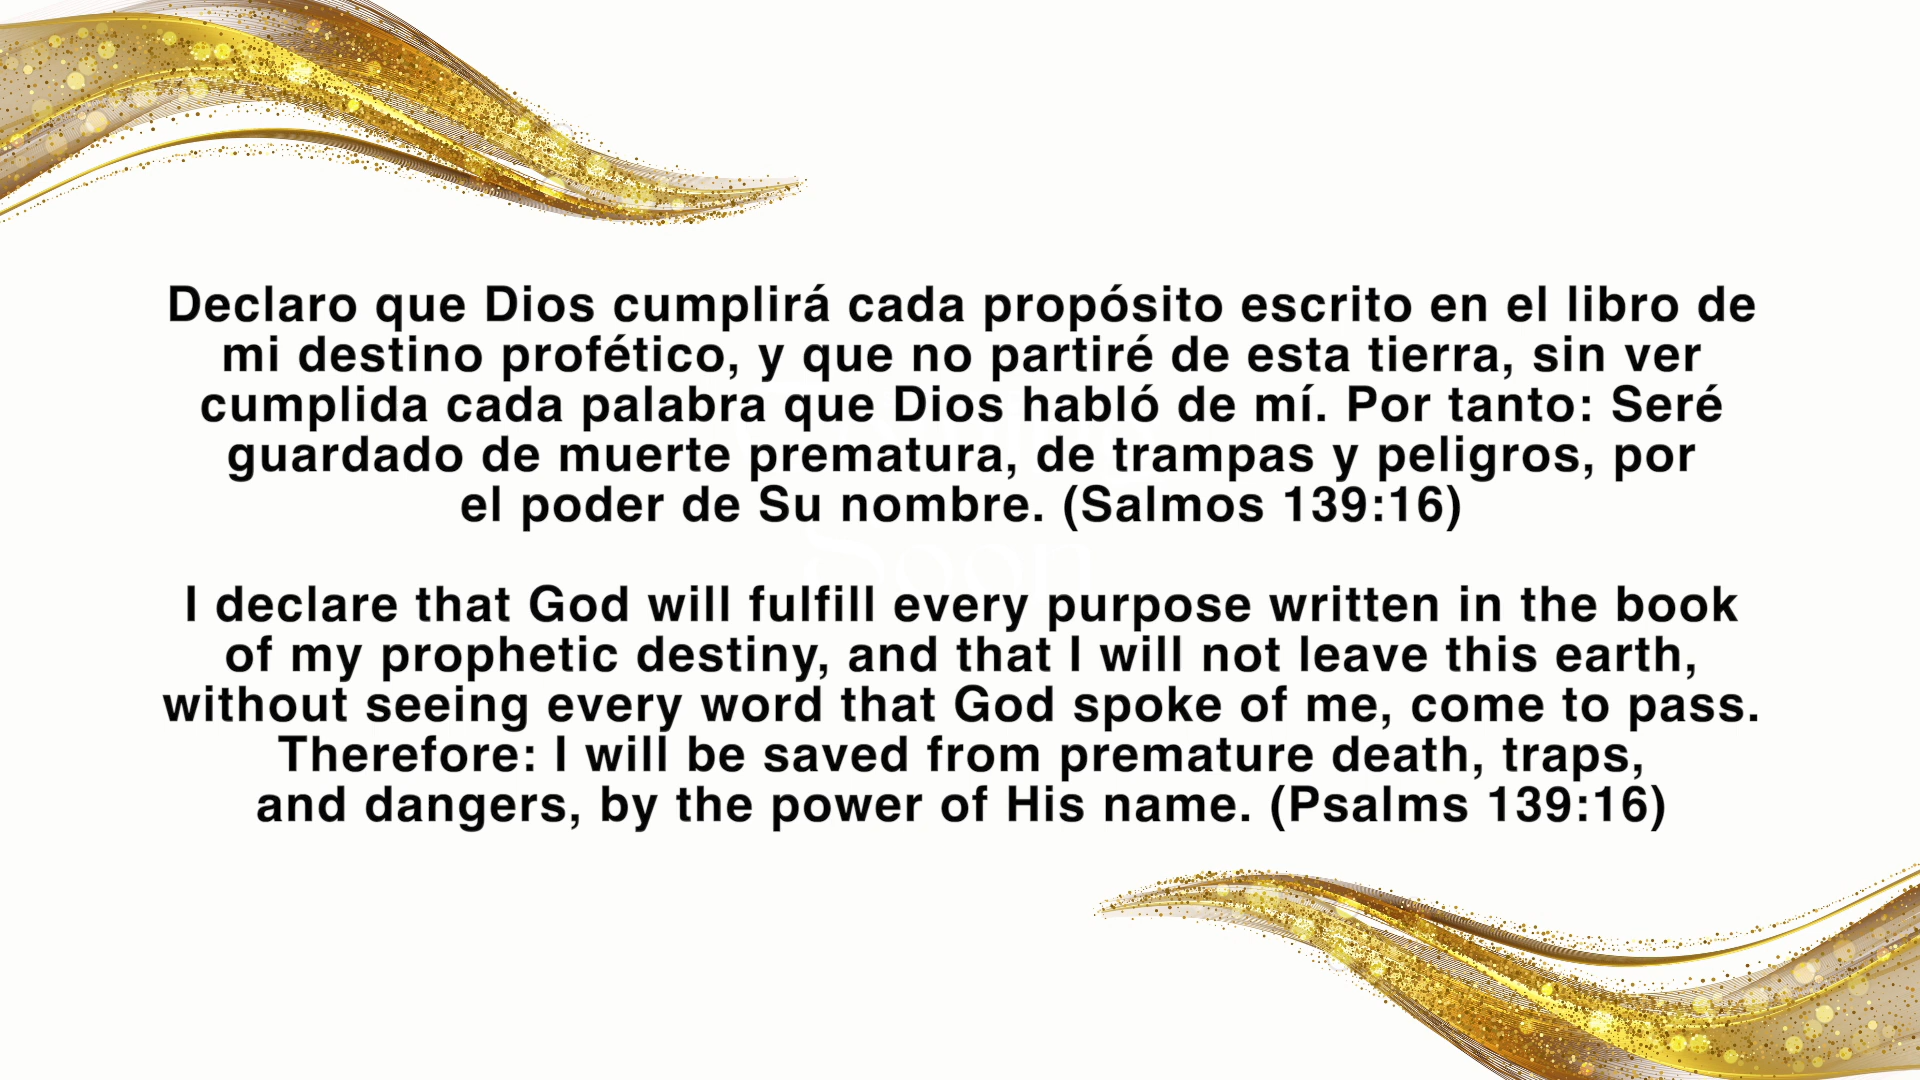 Declaro que Dios cumplirá cada propósito escrito en el libro de
mi destino profético, y que no partiré de esta tierra, sin ver
cumplida cada palabra que Dios habló de mí. Por tanto: Seré
guardado de muerte prematura, de trampas y peligros, por
el poder de Su nombre. (Salmos 139:16)
Soon
I declare that God will fulfill every purpose written in the book
of my prophetic destiny, and that I will not leave this earth,
without seeing every word that God spoke of me, come to pass.
Therefore: I will be saved from premature death, traps,
and dangers, by the power of His name. (Psalms 139:16)